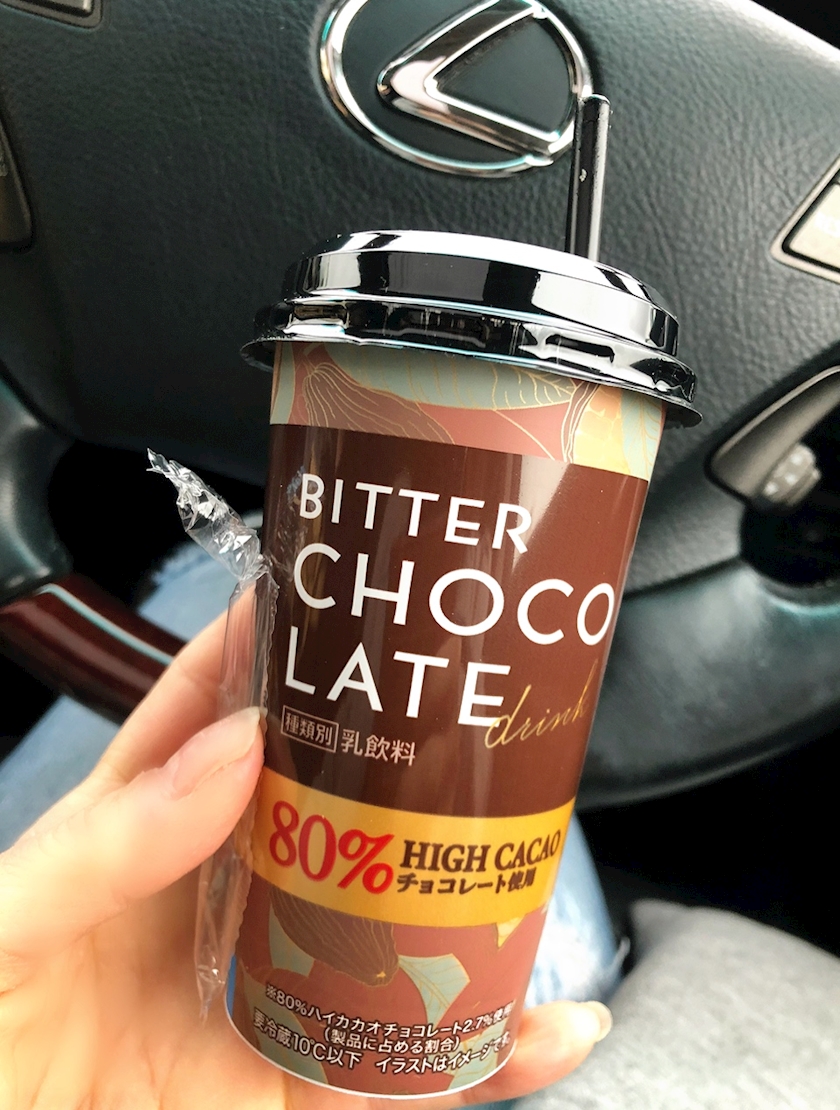 BITTER
CHOCO
LATE
drink
種類別 乳飲料
80% HIGH CACAO
チョコレート使用
※80%ハイカカオチョコレート2.7%使用
(製品に占める割合)
要冷蔵10℃以下 イラストはイメージで